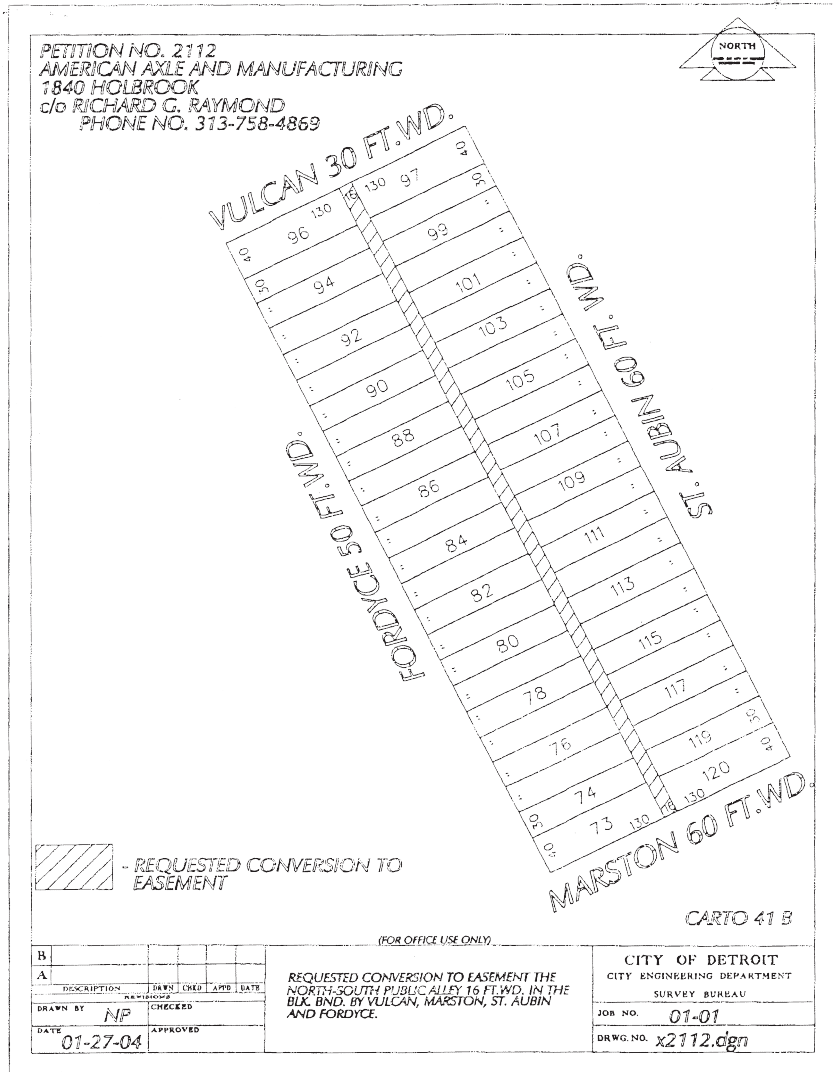 PETITION NO. 2112
AMERICAN AXLE AND MANUFACTURING
1840 HOLBROOK
c/o RICHARD G. RAYMOND
PHONE NO. 313-758-4869
NORTH
VULCAN 30 FT.WD.
40
16
130
97
130
96
30
40
99
30
94
101
92
103
90
105
88
107
86
109
84
111
82
113
80
115
78
117
76
119
30
40
74
120
30
73
130
16
130
40
ST. AUBIN 60 FT. WD.
FORDYCE 50 FT.WD.
MARSTON 60 FT.WD.
- REQUESTED CONVERSION TO
EASEMENT
CARTO 41 B
(FOR OFFICE USE ONLY)
B
A
DESCRIPTION DRWN CHKD APPD DATE
REVISIONS
DRAWN BY NP CHECKED
DATE 01-27-04 APPROVED
REQUESTED CONVERSION TO EASEMENT THE
NORTH-SOUTH PUBLIC ALLEY 16 FT.WD. IN THE
BLK. BND. BY VULCAN, MARSTON, ST. AUBIN
AND FORDYCE.
CITY OF DETROIT
CITY ENGINEERING DEPARTMENT
SURVEY BUREAU
JOB NO. 01-01
DRWG. NO. x2112.dgn